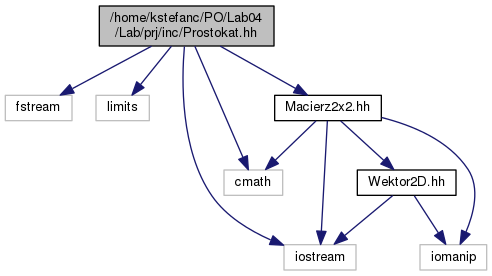 /home/kstefanc/PO/Lab04
/Lab/prj/inc/Prostokat.hh
fstream
limits
Macierz2x2.hh
cmath
Wektor2D.hh
iostream
iomanip